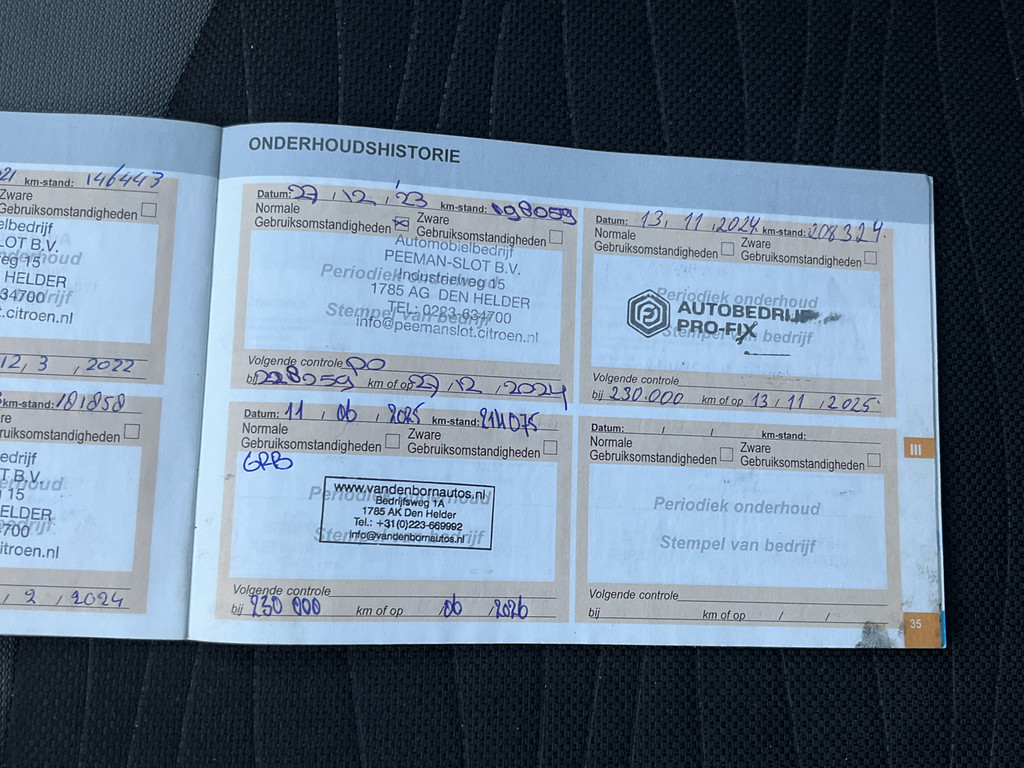 21 km-stand: 146443
Zware
Gebruiksomstandigheden
elbedrijf
LOT B.V.
eg 15
HELDER
34700
t.citroen.nl
12, 3, 2022
km-stand: 181858
re
ruiksomstandigheden
edrijf
T B.V.
15
ELDER
700
itroen.nl
, 2, 2024
ONDERHOUDSHISTORIE
Datum: 27, 12, '23 km-stand: 198059
Normale
Gebruiksomstandigheden
Zware
Gebruiksomstandigheden
Periodiek onderhoud
Stempel van bedrijf
Automobielbedrijf
PEEMAN-SLOT B.V.
Industrieweg 15
1785 AG DEN HELDER
TEL: 0223-634700
info@peemanslot.citroen.nl
Volgende controle
bij 228259 km of op 27, 12, 2024
Datum: 13, 11, 2024 km-stand: 208324
Normale
Gebruiksomstandigheden
Zware
Gebruiksomstandigheden
Periodiek onderhoud
Stempel van bedrijf
AUTOBEDRIJF
PRO-FIX
Volgende controle
bij 230.000 km of op 13, 11, 2025
Datum: 11, 06, 2025 km-stand: 214075
Normale
Gebruiksomstandigheden
Zware
Gebruiksomstandigheden
GRB
Periodiek onderhoud
Stempel van bedrijf
www.vandenbornautos.nl
Bedrijfsweg 1A
1785 AK Den Helder
Tel.: +31(0)223-669992
info@vandenbornautos.nl
Volgende controle
bij 230 000 km of op 06 / 2026
Datum: / / km-stand:
Normale
Gebruiksomstandigheden
Zware
Gebruiksomstandigheden
Periodiek onderhoud
Stempel van bedrijf
Volgende controle
bij km of op / /
III
35